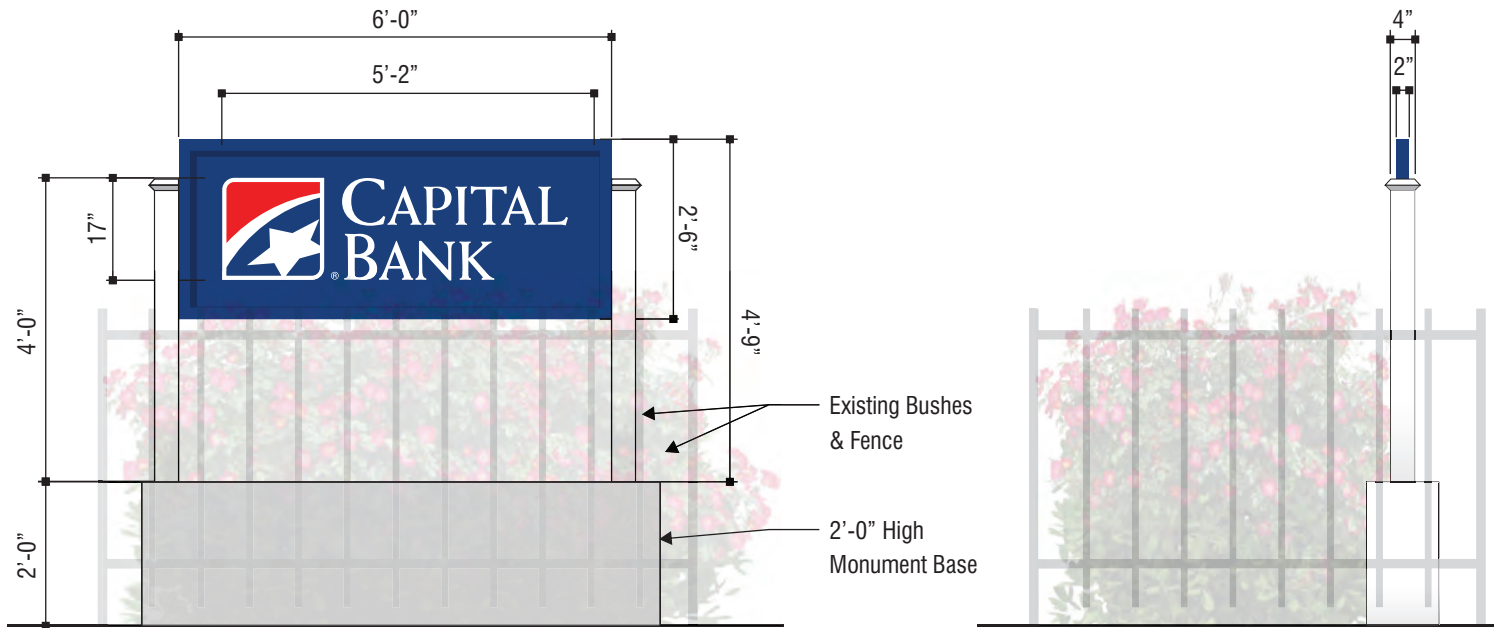 6’-0”
5’-2”
4”
2”
CAPITAL
BANK
®
17”
2’-6”
4’-0”
4’-9”
Existing Bushes
& Fence
2’-0” High
Monument Base
2’-0”